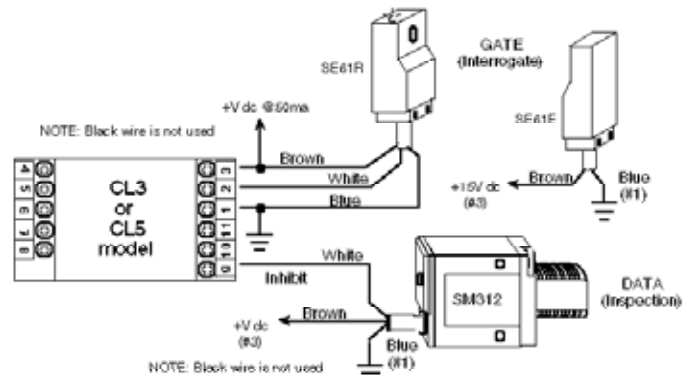 GATE
(Interrogate)
SE61R
SE61E
+V dc @50ma
NOTE: Black wire is not used
Brown
White
Blue
4
5
6
7
8
CL3
or
CL5
model
3
2
1
11
10
9
Brown
+15V dc
(#3)
Blue
(#1)
White
Inhibit
SM312
DATA
(Inspection)
Brown
+V dc
(#3)
Blue
(#1)
NOTE: Black wire is not used